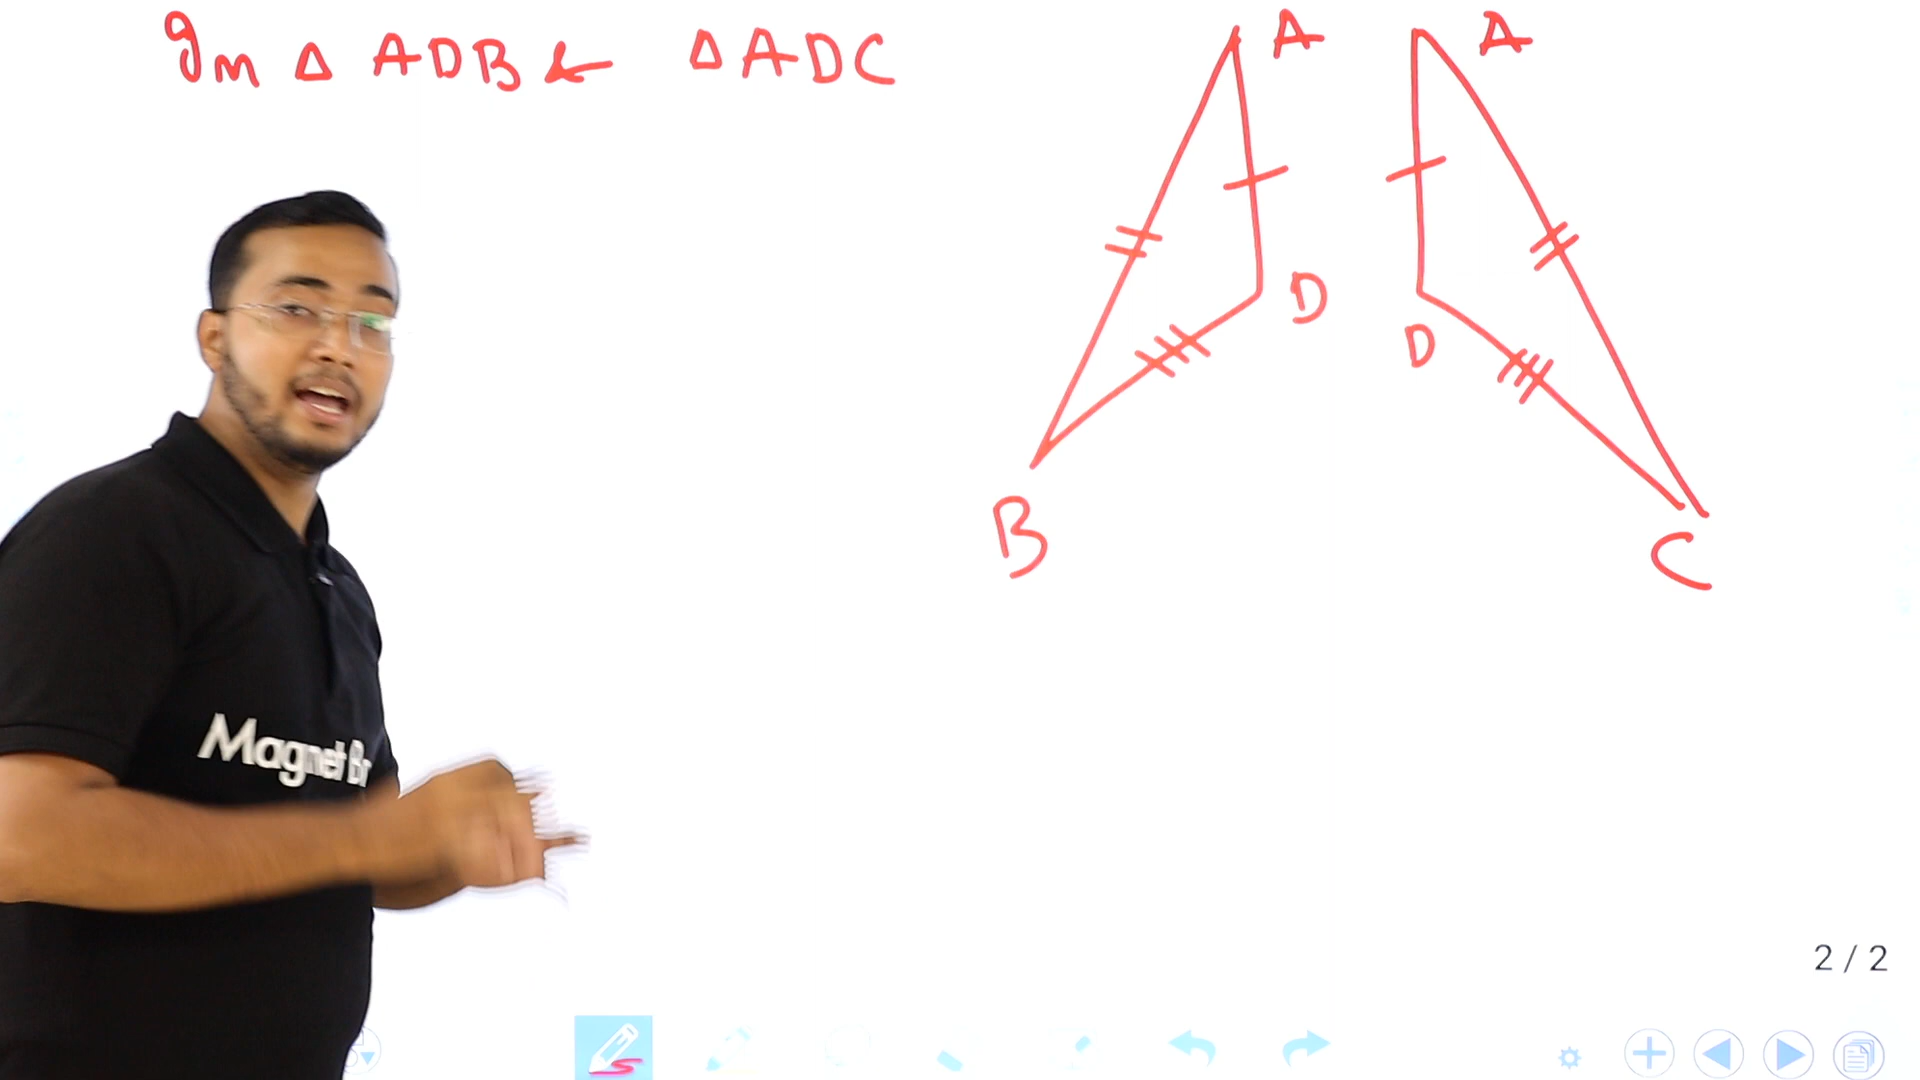 In △ ADB & △ ADC
A
A
D
D
B
C
Magnet Br
2 / 2